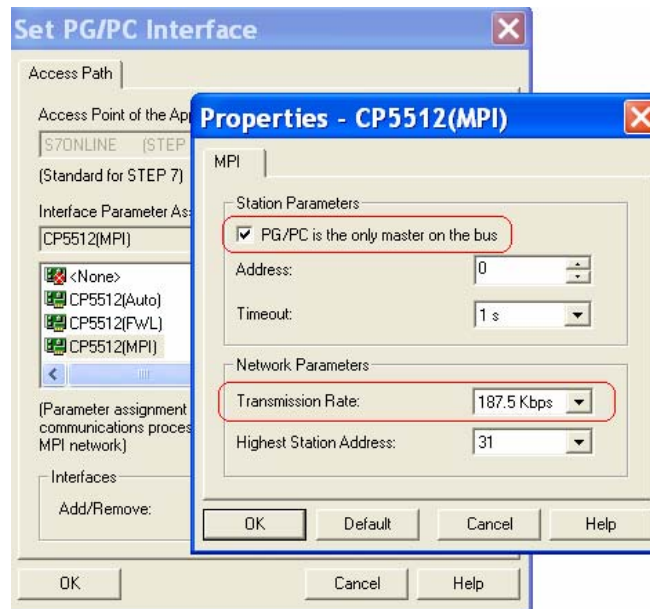 Set PG/PC Interface
Access Path
Access Point of the Ap
S7ONLINE (STEP
(Standard for STEP 7)
Interface Parameter As
CP5512(MPI)
<None>
CP5512(Auto)
CP5512(FWL)
CP5512(MPI)
(Parameter assignment
communications proces
MPI network)
Interfaces
Add/Remove:
OK
Cancel
Help
Properties - CP5512(MPI)
MPI
Station Parameters
PG/PC is the only master on the bus
Address:
0
Timeout:
1 s
Network Parameters
Transmission Rate:
187.5 Kbps
Highest Station Address:
31
OK
Default
Cancel
Help